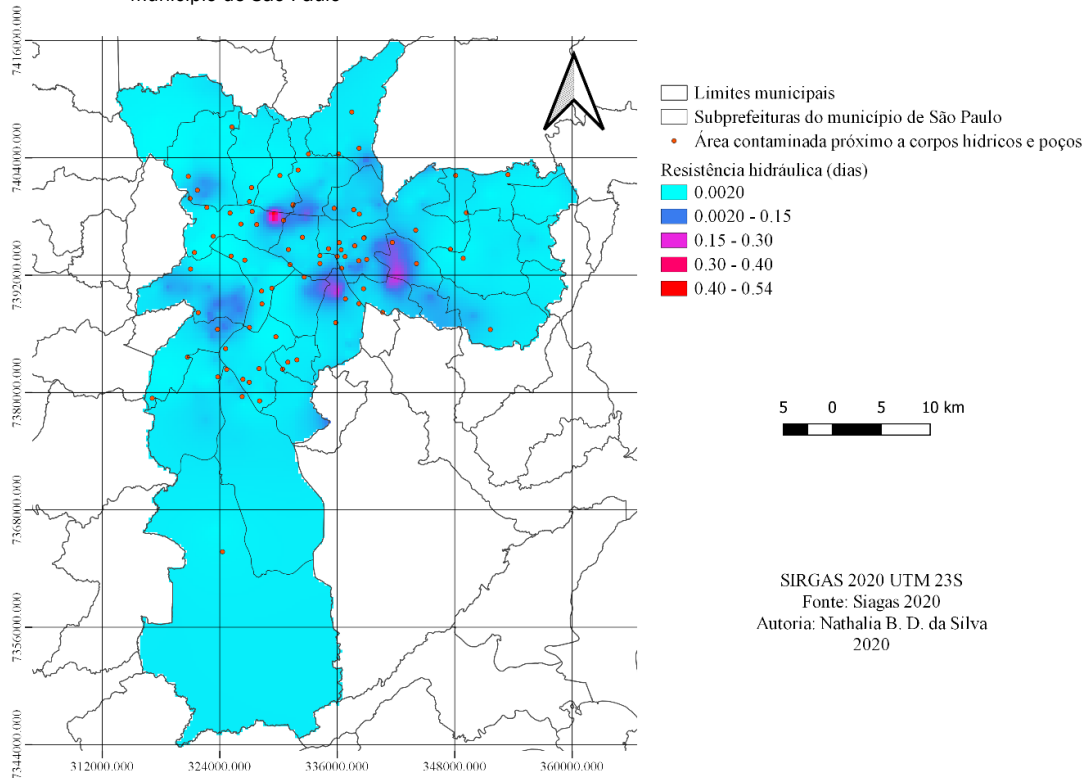 município de São Paulo
7416000.000
7404000.000
7392000.000
7380000.000
7368000.000
7356000.000
7344000.000
312000.000
324000.000
336000.000
348000.000
360000.000
Limites municipais
Subprefeituras do município de São Paulo
Área contaminada próximo a corpos hídricos e poços
Resistência hidráulica (dias)
0.0020
0.0020 - 0.15
0.15 - 0.30
0.30 - 0.40
0.40 - 0.54
5 0 5 10 km
SIRGAS 2020 UTM 23S
Fonte: Siagas 2020
Autoria: Nathalia B. D. da Silva
2020